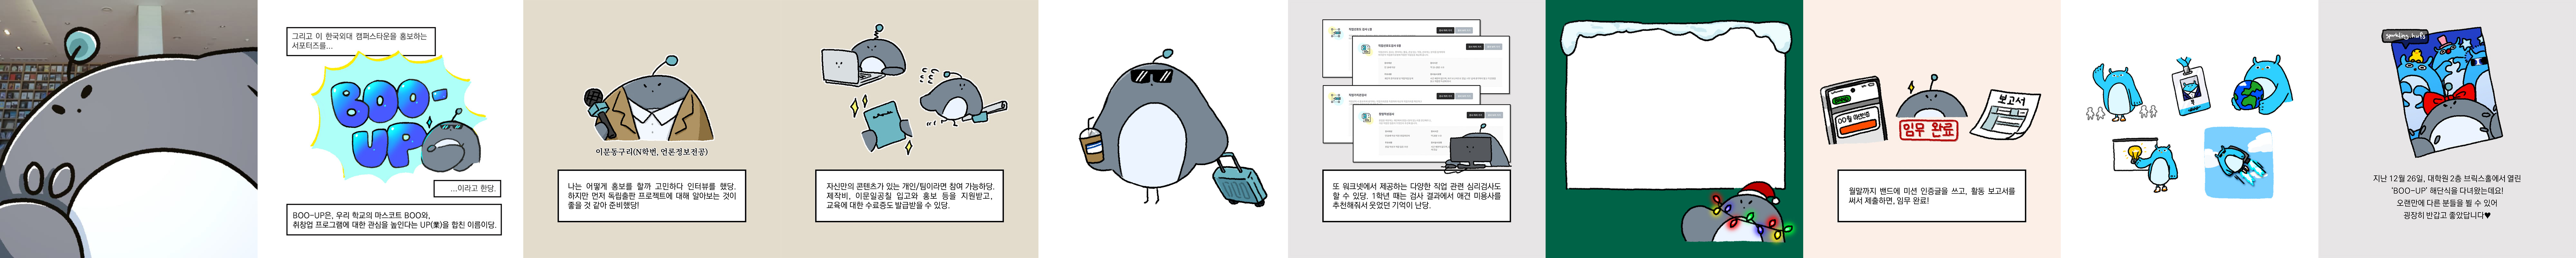 그리고 이 한국외대 캠퍼스타운을 홍보하는
서포터즈를...
BOO-
UP
...이라고 한당.
BOO-UP은, 우리 학교의 마스코트 BOO와,
취창업 프로그램에 대한 관심을 높인다는 UP(業)을 합친 이름이당.
이문동구리(N학번, 언론정보전공)
나는 어떻게 홍보를 할까 고민하다 인터뷰를 했당.
하지만 먼저 독립출판 프로젝트에 대해 알아보는 것이
좋을 것 같아 준비했당!
자신만의 콘텐츠가 있는 개인/팀이라면 참여 가능하당.
제작비, 이문일공칠 입고와 홍보 등을 지원받고,
교육에 대한 수료증도 발급받을 수 있당.
또 워크넷에서 제공하는 다양한 직업 관련 심리검사도
할 수 있당. 1학년 때는 검사 결과에서 애견 미용사를
추천해줘서 웃었던 기억이 난당.
보고서
임무 완료
월말까지 밴드에 미션 인증글을 쓰고, 활동 보고서를
써서 제출하면, 임무 완료!
sparkling.hufs
지난 12월 26일, 대학원 2층 브릭스홀에서 열린
'BOO-UP' 해단식을 다녀왔는데요!
오랜만에 다른 분들을 뵐 수 있어
굉장히 반갑고 좋았답니다♥